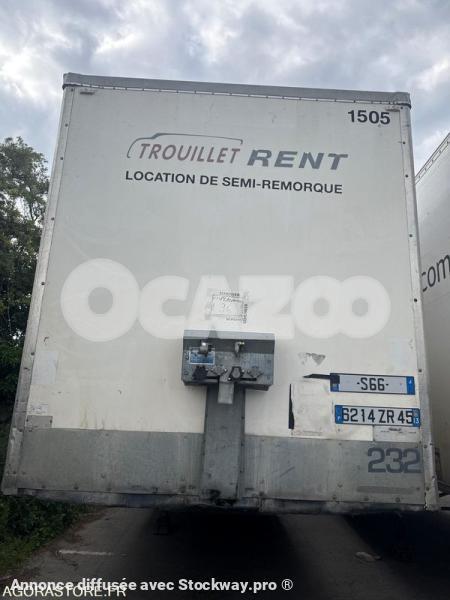 1505
TROUILLET RENT
LOCATION DE SEMI-REMORQUE
OCAZOO
com
36
-S66-
6214 ZR 45
232
Annonce diffusée avec Stockway.pro ®
AGORASTORE.FR